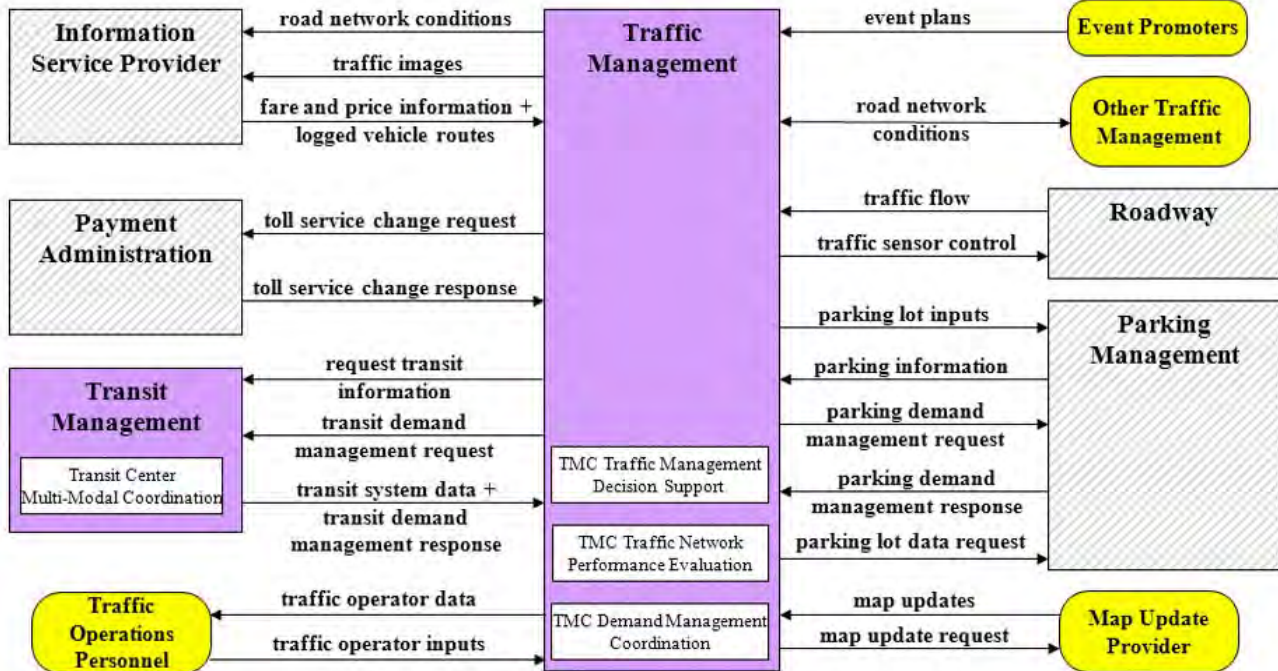 Information
Service Provider
road network conditions
traffic images
fare and price information +
logged vehicle routes
Payment
Administration
toll service change request
toll service change response
Transit
Management
Transit Center
Multi-Modal Coordination
request transit
information
transit demand
management request
transit system data +
transit demand
management response
Traffic
Operations
Personnel
traffic operator data
traffic operator inputs
Traffic
Management
TMC Traffic Management
Decision Support
TMC Traffic Network
Performance Evaluation
TMC Demand Management
Coordination
event plans
Event Promoters
road network
conditions
Other Traffic
Management
traffic flow
traffic sensor control
Roadway
parking lot inputs
parking information
parking demand
management request
parking demand
management response
parking lot data request
Parking
Management
map updates
map update request
Map Update
Provider